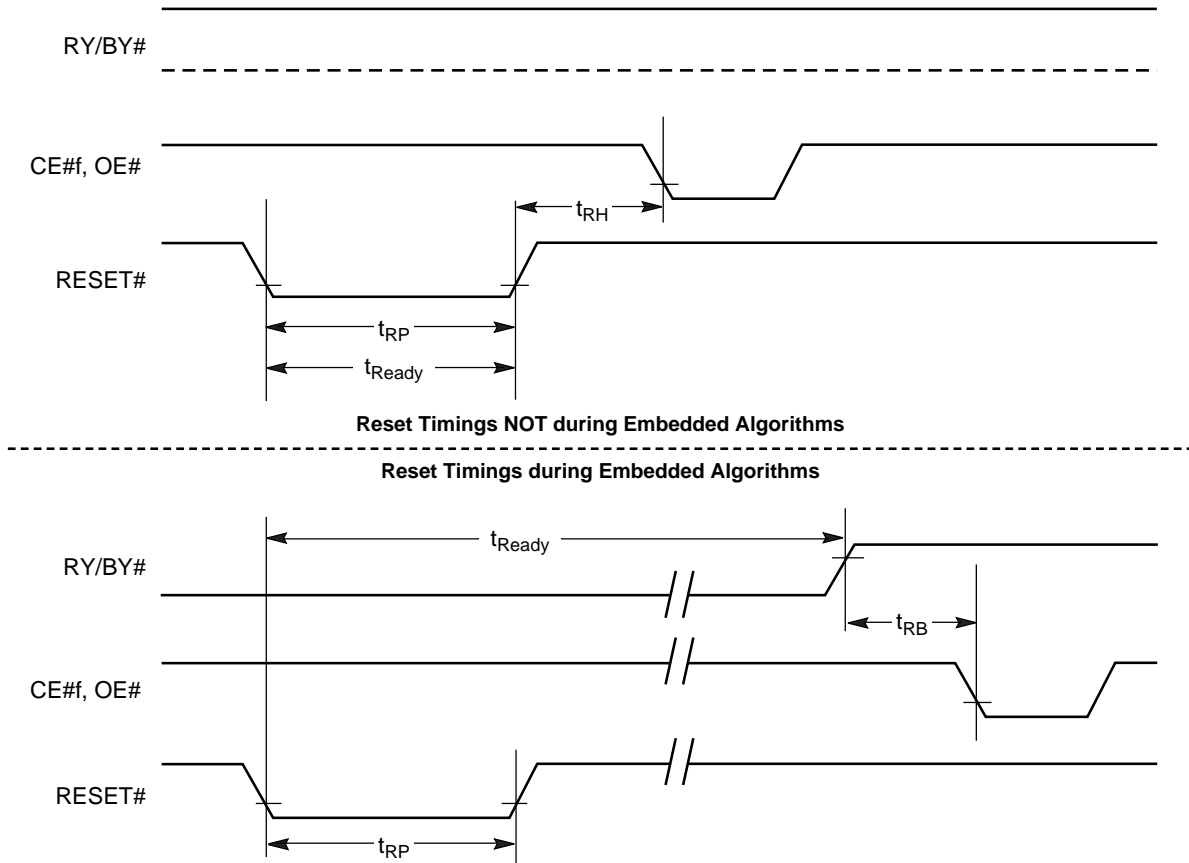 RY/BY#
CE#f, OE#
tRH
RESET#
tRP
tReady
Reset Timings NOT during Embedded Algorithms
Reset Timings during Embedded Algorithms
tReady
RY/BY#
tRB
CE#f, OE#
RESET#
tRP